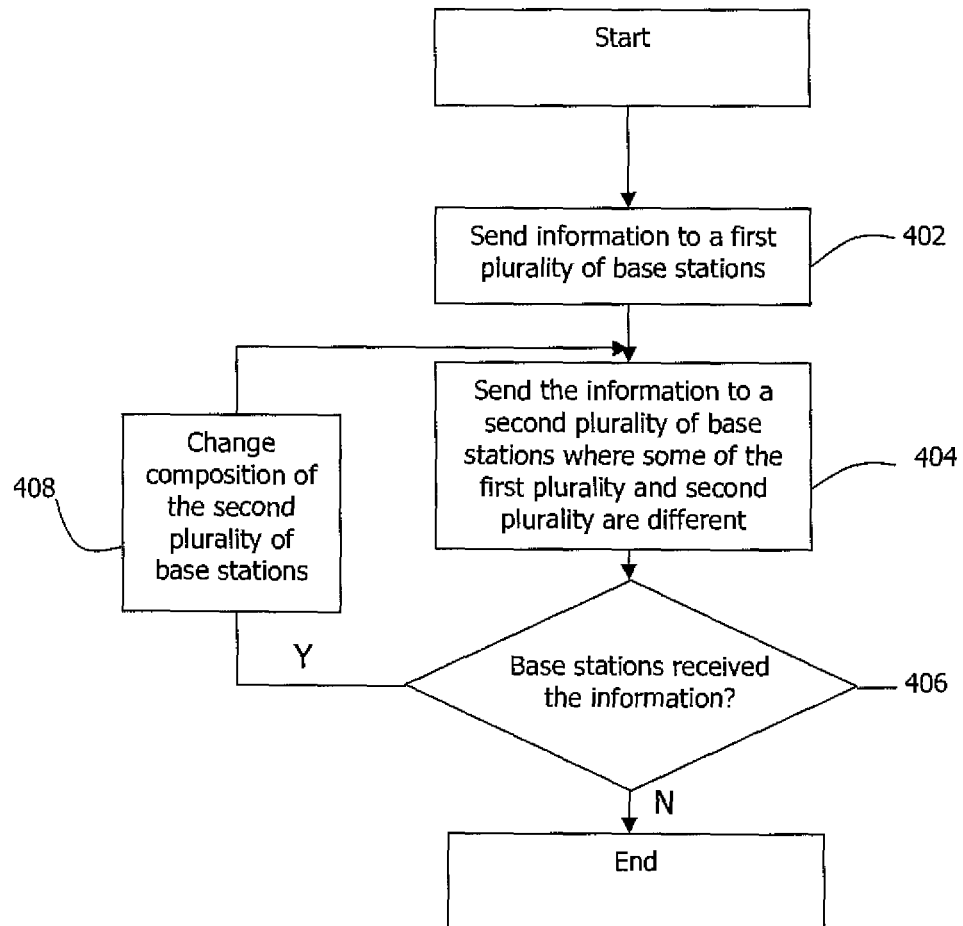 Start
Send information to a first
plurality of base stations
402
Send the information to a
second plurality of base
stations where some of the
first plurality and second
plurality are different
404
Change
composition of
the second
plurality of
base stations
408
Y
Base stations received
the information?
406
N
End